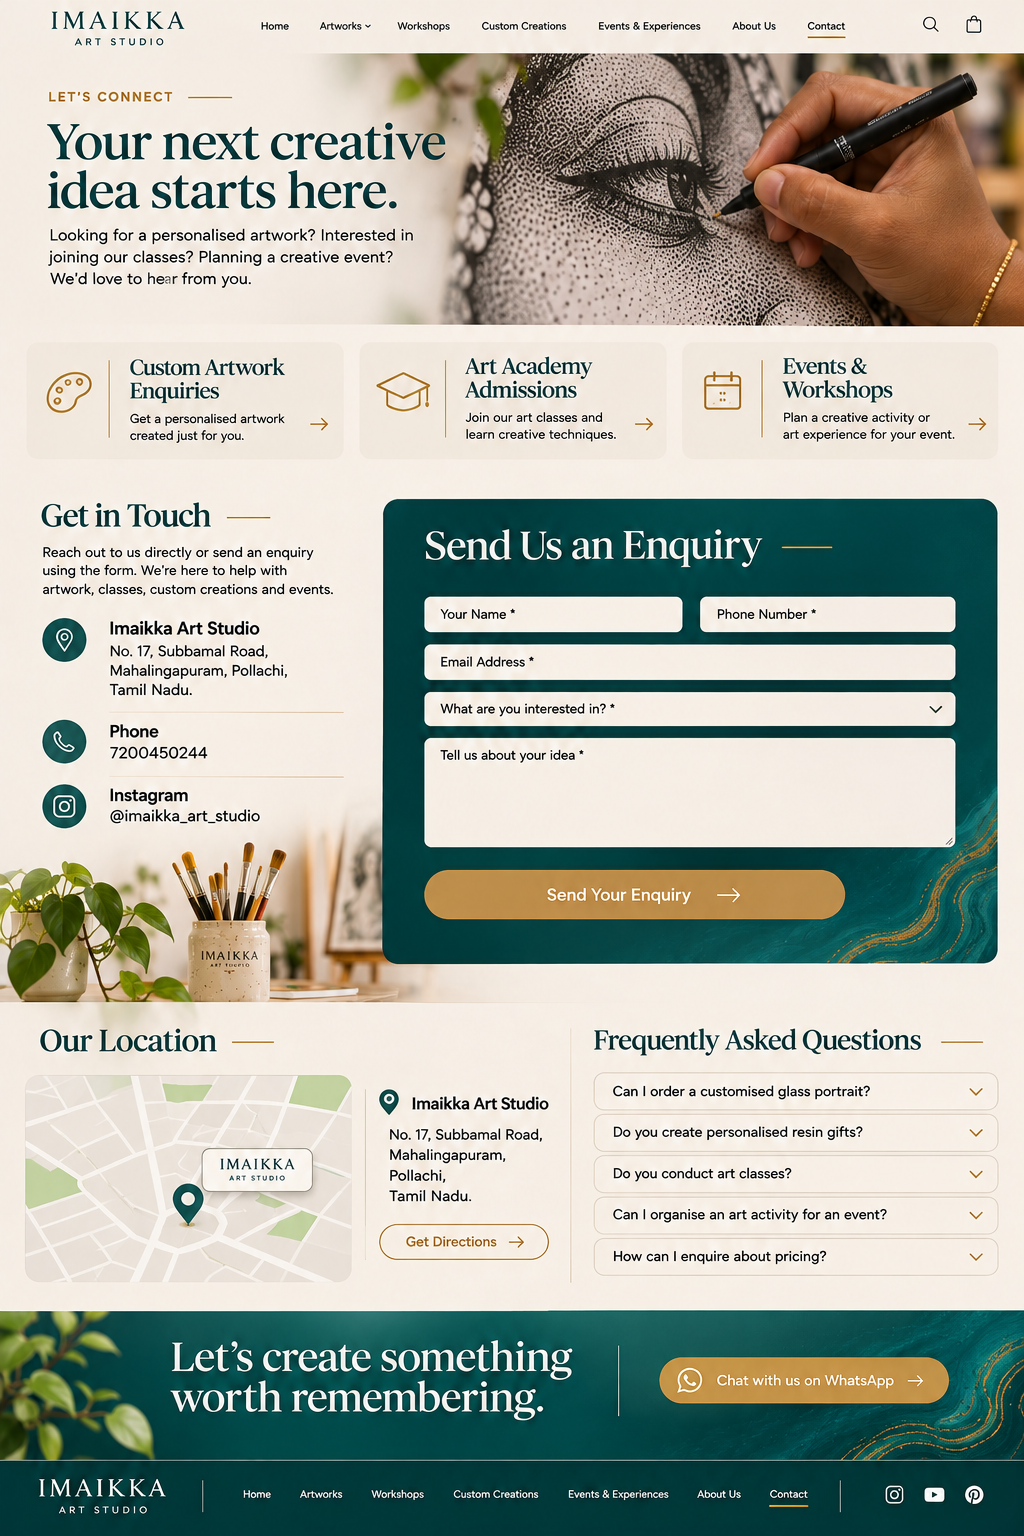 IMAIKKA
ART STUDIO
Home
Artworks
Workshops
Custom Creations
Events & Experiences
About Us
Contact
LET'S CONNECT
Your next creative
idea starts here.
Looking for a personalised artwork? Interested in
joining our classes? Planning a creative event?
We'd love to hear from you.
Custom Artwork
Enquiries
Get a personalised artwork
created just for you.
Art Academy
Admissions
Join our art classes and
learn creative techniques.
Events &
Workshops
Plan a creative activity or
art experience for your event.
Get in Touch
Reach out to us directly or send an enquiry
using the form. We're here to help with
artwork, classes, custom creations and events.
Imaikka Art Studio
No. 17, Subbamal Road,
Mahalingapuram, Pollachi,
Tamil Nadu.
Phone
7200450244
Instagram
@imaikka_art_studio
IMAIKKA
Send Us an Enquiry
Your Name *
Phone Number *
Email Address *
What are you interested in? *
Tell us about your idea *
Send Your Enquiry
Our Location
IMAIKKA
ART STUDIO
Imaikka Art Studio
No. 17, Subbamal Road,
Mahalingapuram,
Pollachi,
Tamil Nadu.
Get Directions
Frequently Asked Questions
Can I order a customised glass portrait?
Do you create personalised resin gifts?
Do you conduct art classes?
Can I organise an art activity for an event?
How can I enquire about pricing?
Let's create something
worth remembering.
Chat with us on WhatsApp
IMAIKKA
ART STUDIO
Home
Artworks
Workshops
Custom Creations
Events & Experiences
About Us
Contact